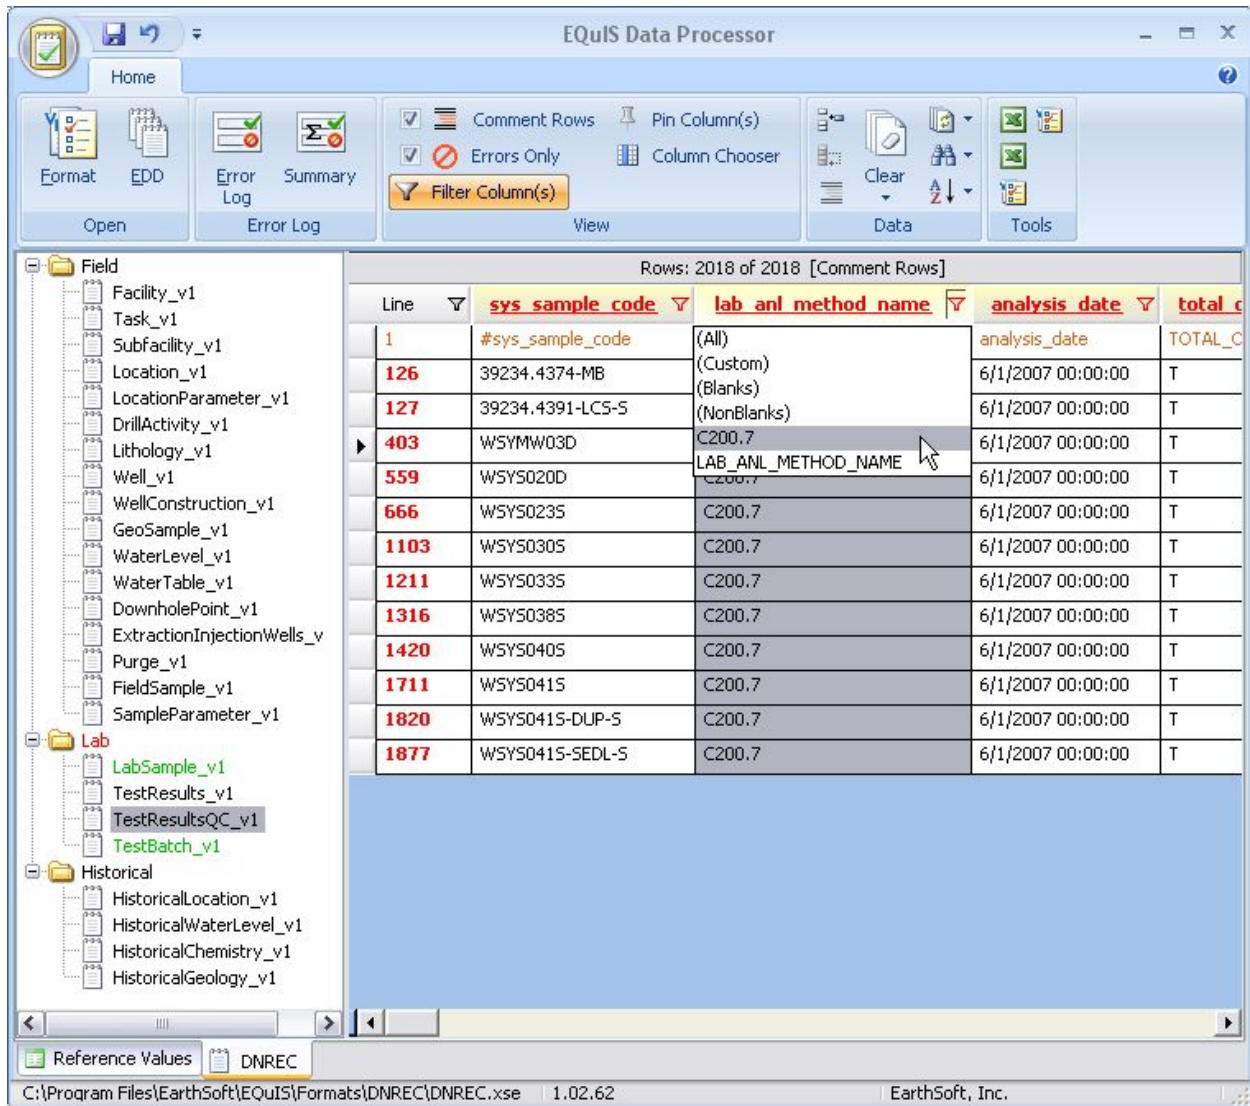 EQuIS Data Processor
Home
Comment Rows Pin Column(s)
Errors Only Column Chooser
Filter Column(s)
Format EDD Error Log Summary Clear
Open Error Log View Data Tools
Field
Facility_v1
Task_v1
Subfacility_v1
Location_v1
LocationParameter_v1
DrillActivity_v1
Lithology_v1
Well_v1
WellConstruction_v1
GeoSample_v1
WaterLevel_v1
WaterTable_v1
DownholePoint_v1
ExtractionInjectionWells_v
Purge_v1
FieldSample_v1
SampleParameter_v1
Lab
LabSample_v1
TestResults_v1
TestResultsQC_v1
TestBatch_v1
Historical
HistoricalLocation_v1
HistoricalWaterLevel_v1
HistoricalChemistry_v1
HistoricalGeology_v1
Rows: 2018 of 2018 [Comment Rows]
Line sys_sample_code lab_anl_method_name analysis_date total_c
1 #sys_sample_code analysis_date TOTAL_C
126 39234.4374-MB 6/1/2007 00:00:00 T
127 39234.4391-LCS-S 6/1/2007 00:00:00 T
403 WSYMW03D 6/1/2007 00:00:00 T
559 WSYS020D C200.7 6/1/2007 00:00:00 T
666 WSYS023S C200.7 6/1/2007 00:00:00 T
1103 WSYS030S C200.7 6/1/2007 00:00:00 T
1211 WSYS033S C200.7 6/1/2007 00:00:00 T
1316 WSYS038S C200.7 6/1/2007 00:00:00 T
1420 WSYS040S C200.7 6/1/2007 00:00:00 T
1711 WSYS041S C200.7 6/1/2007 00:00:00 T
1820 WSYS041S-DUP-S C200.7 6/1/2007 00:00:00 T
1877 WSYS041S-SEDL-S C200.7 6/1/2007 00:00:00 T
(All)
(Custom)
(Blanks)
(NonBlanks)
C200.7
LAB_ANL_METHOD_NAME
Reference Values DNREC
C:\Program Files\EarthSoft\EQuIS\Formats\DNREC\DNREC.xse 1.02.62 EarthSoft, Inc.